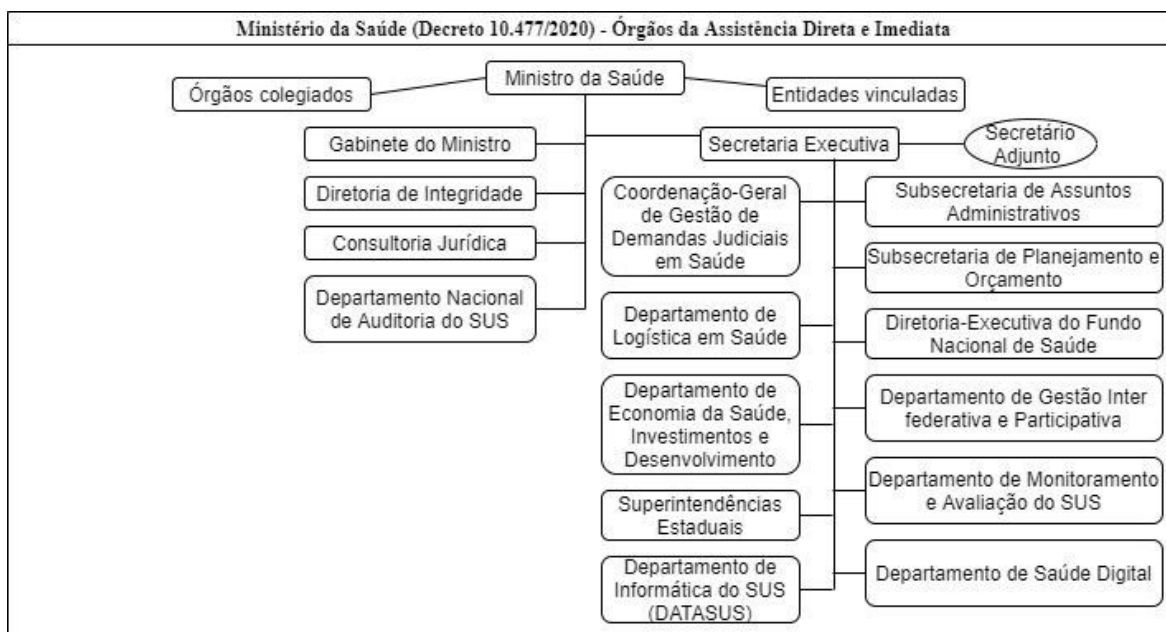 Ministério da Saúde (Decreto 10.477/2020) - Órgãos da Assistência Direta e Imediata
Ministro da Saúde
Órgãos colegiados
Entidades vinculadas
Gabinete do Ministro
Diretoria de Integridade
Consultoria Jurídica
Departamento Nacional
de Auditoria do SUS
Secretaria Executiva
Secretário
Adjunto
Coordenação-Geral
de Gestão de
Demandas Judiciais
em Saúde
Departamento de
Logística em Saúde
Departamento de
Economia da Saúde,
Investimentos e
Desenvolvimento
Superintendências
Estaduais
Departamento de
Informática do SUS
(DATASUS)
Subsecretaria de Assuntos
Administrativos
Subsecretaria de Planejamento e
Orçamento
Diretoria-Executiva do Fundo
Nacional de Saúde
Departamento de Gestão Inter
federativa e Participativa
Departamento de Monitoramento
e Avaliação do SUS
Departamento de Saúde Digital